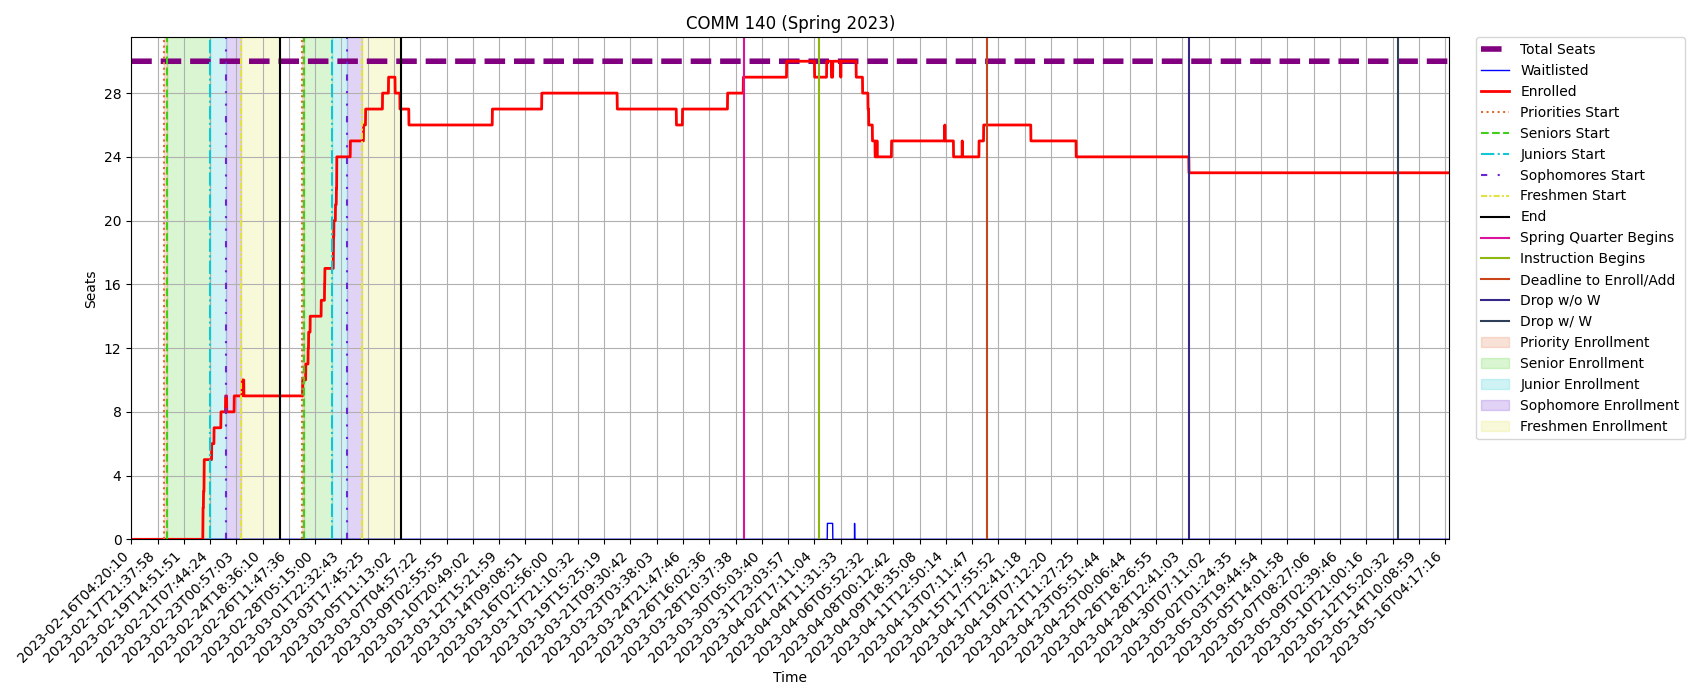 COMM 140 (Spring 2023)
Total Seats
Waitlisted
Enrolled
Priorities Start
Seniors Start
Juniors Start
Sophomores Start
Freshmen Start
End
Spring Quarter Begins
Instruction Begins
Deadline to Enroll/Add
Drop w/o W
Drop w/ W
Priority Enrollment
Senior Enrollment
Junior Enrollment
Sophomore Enrollment
Freshmen Enrollment
Seats
28
24
20
16
12
8
4
0
2023-02-16T04:20:10
2023-02-17T21:37:58
2023-02-19T14:51:51
2023-02-21T07:44:24
2023-02-23T00:57:03
2023-02-24T18:36:10
2023-02-26T11:47:36
2023-02-28T05:15:00
2023-03-01T22:32:43
2023-03-03T17:45:25
2023-03-05T11:13:02
2023-03-07T04:57:22
2023-03-09T02:55:55
2023-03-10T20:49:02
2023-03-12T15:21:59
2023-03-14T09:08:51
2023-03-16T02:56:00
2023-03-17T21:10:32
2023-03-19T15:25:19
2023-03-21T09:30:42
2023-03-23T03:38:03
2023-03-24T21:47:46
2023-03-26T16:02:36
2023-03-28T10:37:38
2023-03-30T05:03:40
2023-03-31T23:03:57
2023-04-02T17:11:04
2023-04-04T11:31:33
2023-04-06T05:52:32
2023-04-08T00:12:42
2023-04-09T18:35:08
2023-04-11T12:50:14
2023-04-13T07:11:47
2023-04-15T17:55:52
2023-04-17T12:41:18
2023-04-19T07:12:20
2023-04-21T11:27:25
2023-04-23T05:51:44
2023-04-25T00:06:44
2023-04-26T18:26:55
2023-04-28T12:41:03
2023-04-30T07:11:02
2023-05-02T01:24:35
2023-05-03T19:44:54
2023-05-05T14:01:58
2023-05-07T08:27:06
2023-05-09T02:39:46
2023-05-10T21:00:16
2023-05-12T15:20:32
2023-05-14T10:08:59
2023-05-16T04:17:16
Time